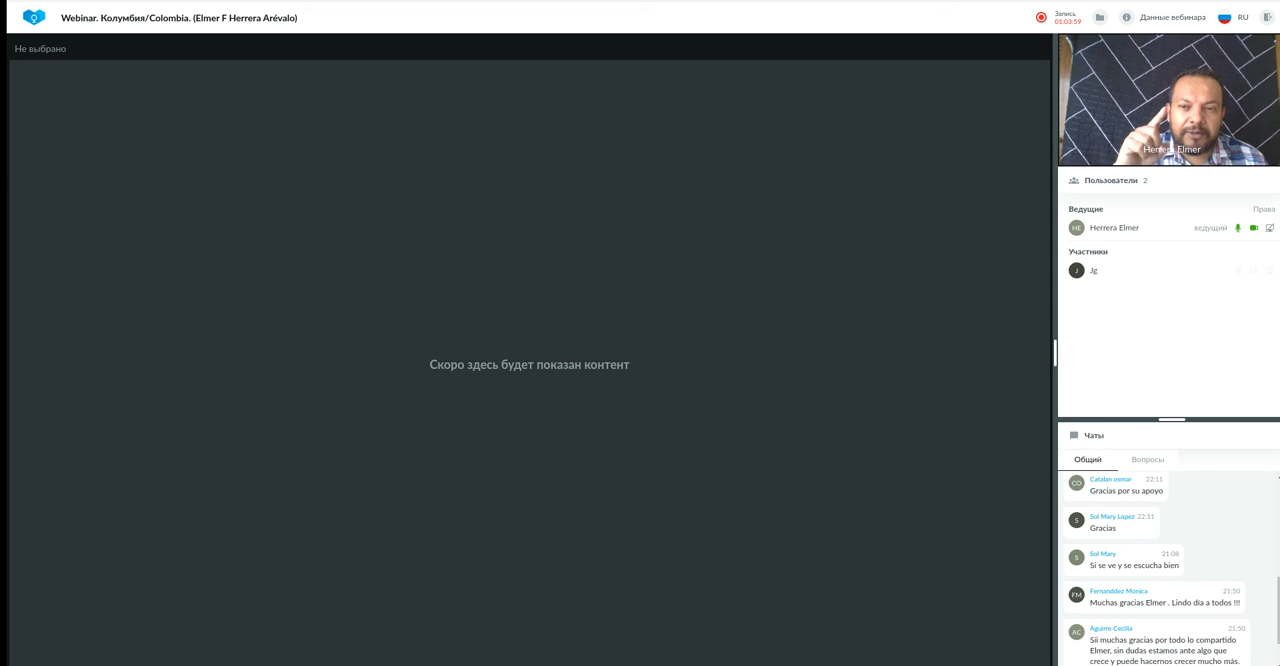 Webinar. Колумбия/Colombia. (Elmer F Herrera Arévalo)
Запись
01:03:59
Данные вебинара
RU
Не выбрано
Скоро здесь будет показан контент
Herrera Elmer
Пользователи 2
Ведущие Права
HE Herrera Elmer ведущий
Участники
J Jg
Чаты
Общий Вопросы
CO Catalan osmar 22:11
Gracias por su apoyo
S Sol Mary Lopez 22:11
Gracias
S Sol Mary 21:08
Si se ve y se escucha bien
FM Fernanddez Monica 21:50
Muchas gracias Elmer . Lindo día a todos !!!
AC Aguirre Cecilia 21:50
Sii muchas gracias por todo lo compartido
Elmer, sin dudas estamos ante algo que
crece y puede hacernos crecer mucho más.